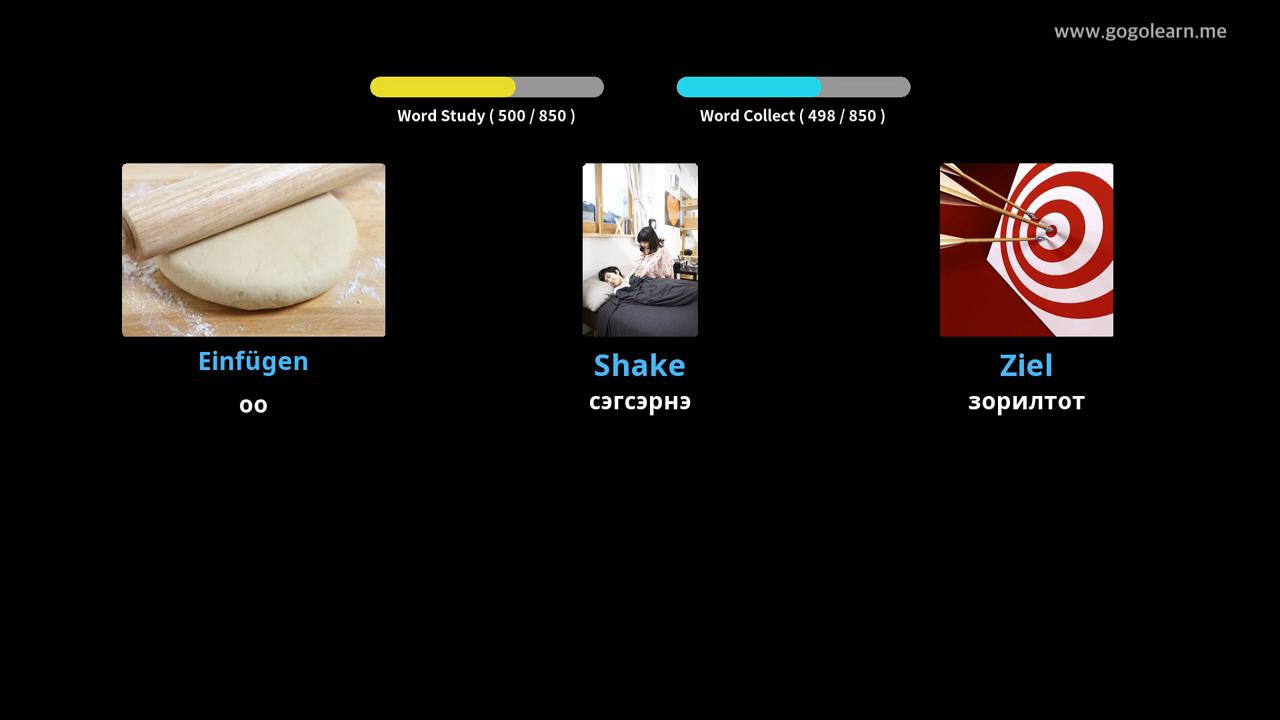 www.gogolearn.me
Word Study ( 500 / 850 )
Word Collect ( 498 / 850 )
Einfügen
оо
Shake
сэгсэрнэ
Ziel
зорилтот